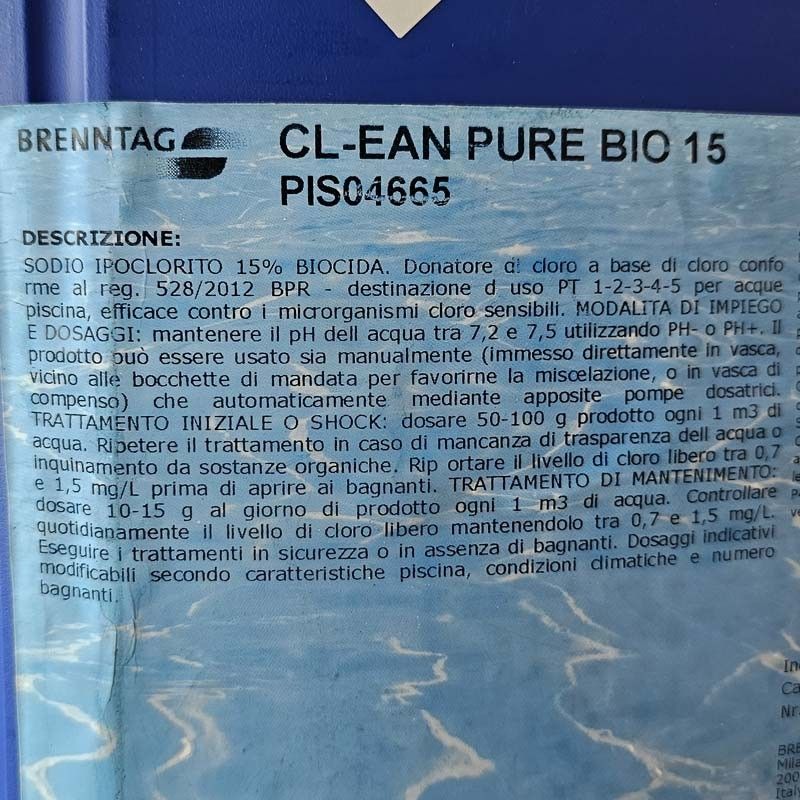 BRENNTAG
CL-EAN PURE BIO 15
PIS04665
DESCRIZIONE:
SODIO IPOCLORITO 15% BIOCIDA. Donatore di cloro a base di cloro confo
rme al reg. 528/2012 BPR - destinazione d uso PT 1-2-3-4-5 per acque
piscina, efficace contro i microrganismi cloro sensibili. MODALITA DI IMPIEGO
E DOSAGGI: mantenere il pH dell acqua tra 7,2 e 7,5 utilizzando PH- o PH+. Il
prodotto può essere usato sia manualmente (immesso direttamente in vasca,
vicino alle bocchette di mandata per favorirne la miscelazione, o in vasca di
compenso) che automaticamente mediante apposite pompe dosatrici.
TRATTAMENTO INIZIALE O SHOCK: dosare 50-100 g prodotto ogni 1 m3 di
acqua. Ripetere il trattamento in caso di mancanza di trasparenza dell acqua o
inquinamento da sostanze organiche. Rip ortare il livello di cloro libero tra 0,7
e 1,5 mg/L prima di aprire ai bagnanti. TRATTAMENTO DI MANTENIMENTO:
dosare 10-15 g al giorno di prodotto ogni 1 m3 di acqua. Controllare
quotidianamente il livello di cloro libero mantenendolo tra 0,7 e 1,5 mg/L.
Eseguire i trattamenti in sicurezza o in assenza di bagnanti. Dosaggi indicativi
modificabili secondo caratteristiche piscina, condizioni climatiche e numero
bagnanti.
In
Ca
Nr.
BRE
Mila
200
Italy